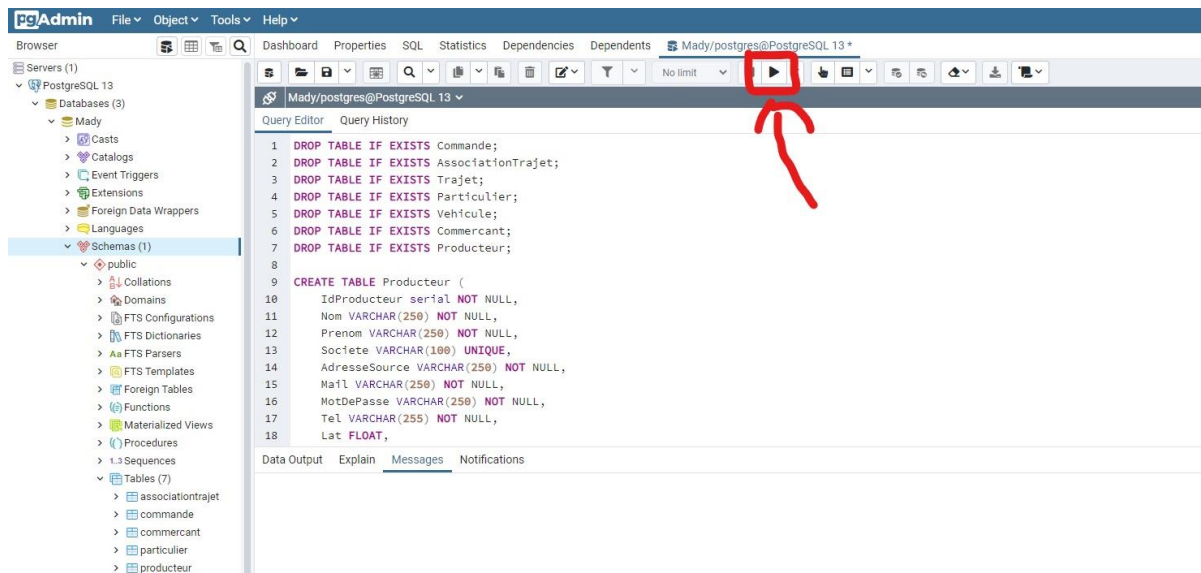 pgAdmin File Object Tools Help
Browser Dashboard Properties SQL Statistics Dependencies Dependents Mady/postgres@PostgreSQL 13 *
Servers (1)
PostgreSQL 13
Databases (3)
Mady
Casts
Catalogs
Event Triggers
Extensions
Foreign Data Wrappers
Languages
Schemas (1)
public
Collations
Domains
FTS Configurations
FTS Dictionaries
Aa FTS Parsers
FTS Templates
Foreign Tables
Functions
Materialized Views
Procedures
1..3 Sequences
Tables (7)
associationtrajet
commande
commercant
particulier
producteur
No limit
Mady/postgres@PostgreSQL 13
Query Editor Query History
1 DROP TABLE IF EXISTS Commande;
2 DROP TABLE IF EXISTS AssociationTrajet;
3 DROP TABLE IF EXISTS Trajet;
4 DROP TABLE IF EXISTS Particulier;
5 DROP TABLE IF EXISTS Vehicule;
6 DROP TABLE IF EXISTS Commercant;
7 DROP TABLE IF EXISTS Producteur;
8
9 CREATE TABLE Producteur (
10 IdProducteur serial NOT NULL,
11 Nom VARCHAR(250) NOT NULL,
12 Prenom VARCHAR(250) NOT NULL,
13 Societe VARCHAR(100) UNIQUE,
14 AdresseSource VARCHAR(250) NOT NULL,
15 Mail VARCHAR(250) NOT NULL,
16 MotDePasse VARCHAR(250) NOT NULL,
17 Tel VARCHAR(255) NOT NULL,
18 Lat FLOAT,
Data Output Explain Messages Notifications